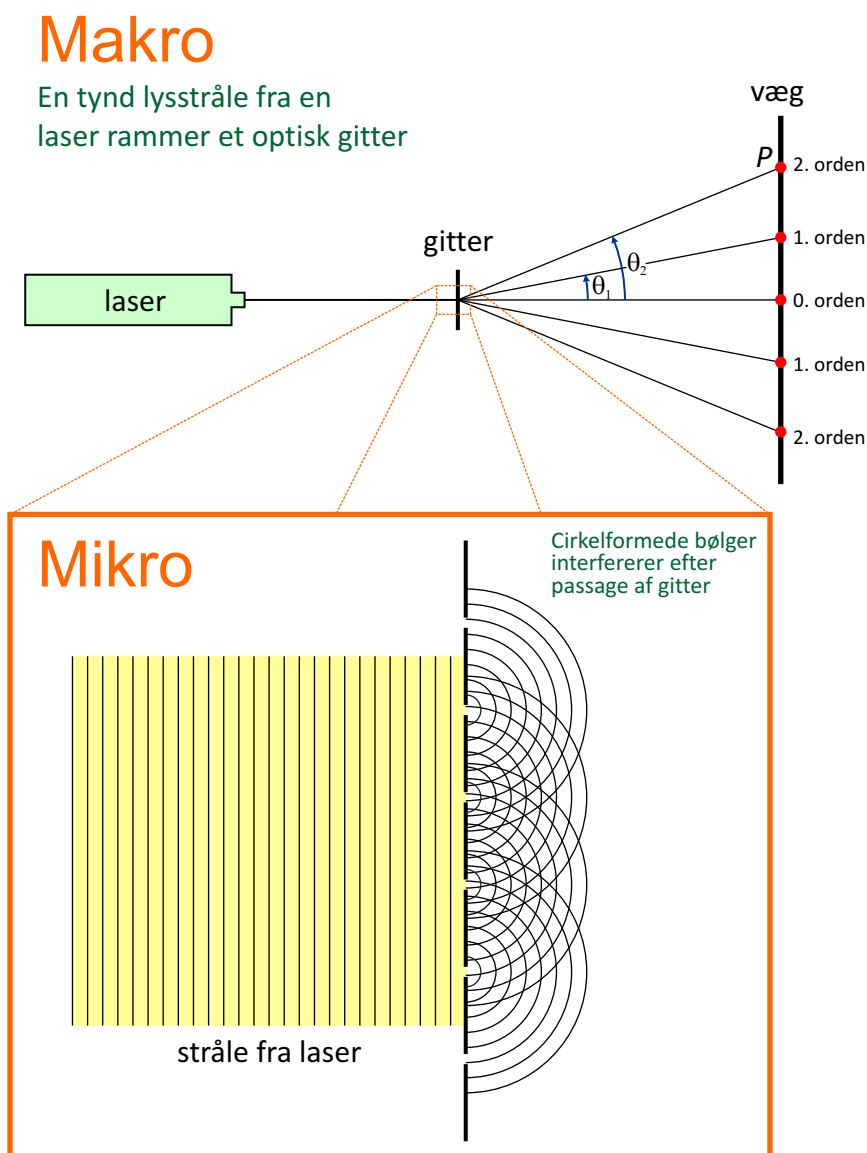 Makro
En tynd lysstråle fra en
laser rammer et optisk gitter
væg
P
2. orden
1. orden
gitter
θ2
θ1
laser
0. orden
1. orden
2. orden
Mikro
Cirkelformede bølger
interfererer efter
passage af gitter
stråle fra laser